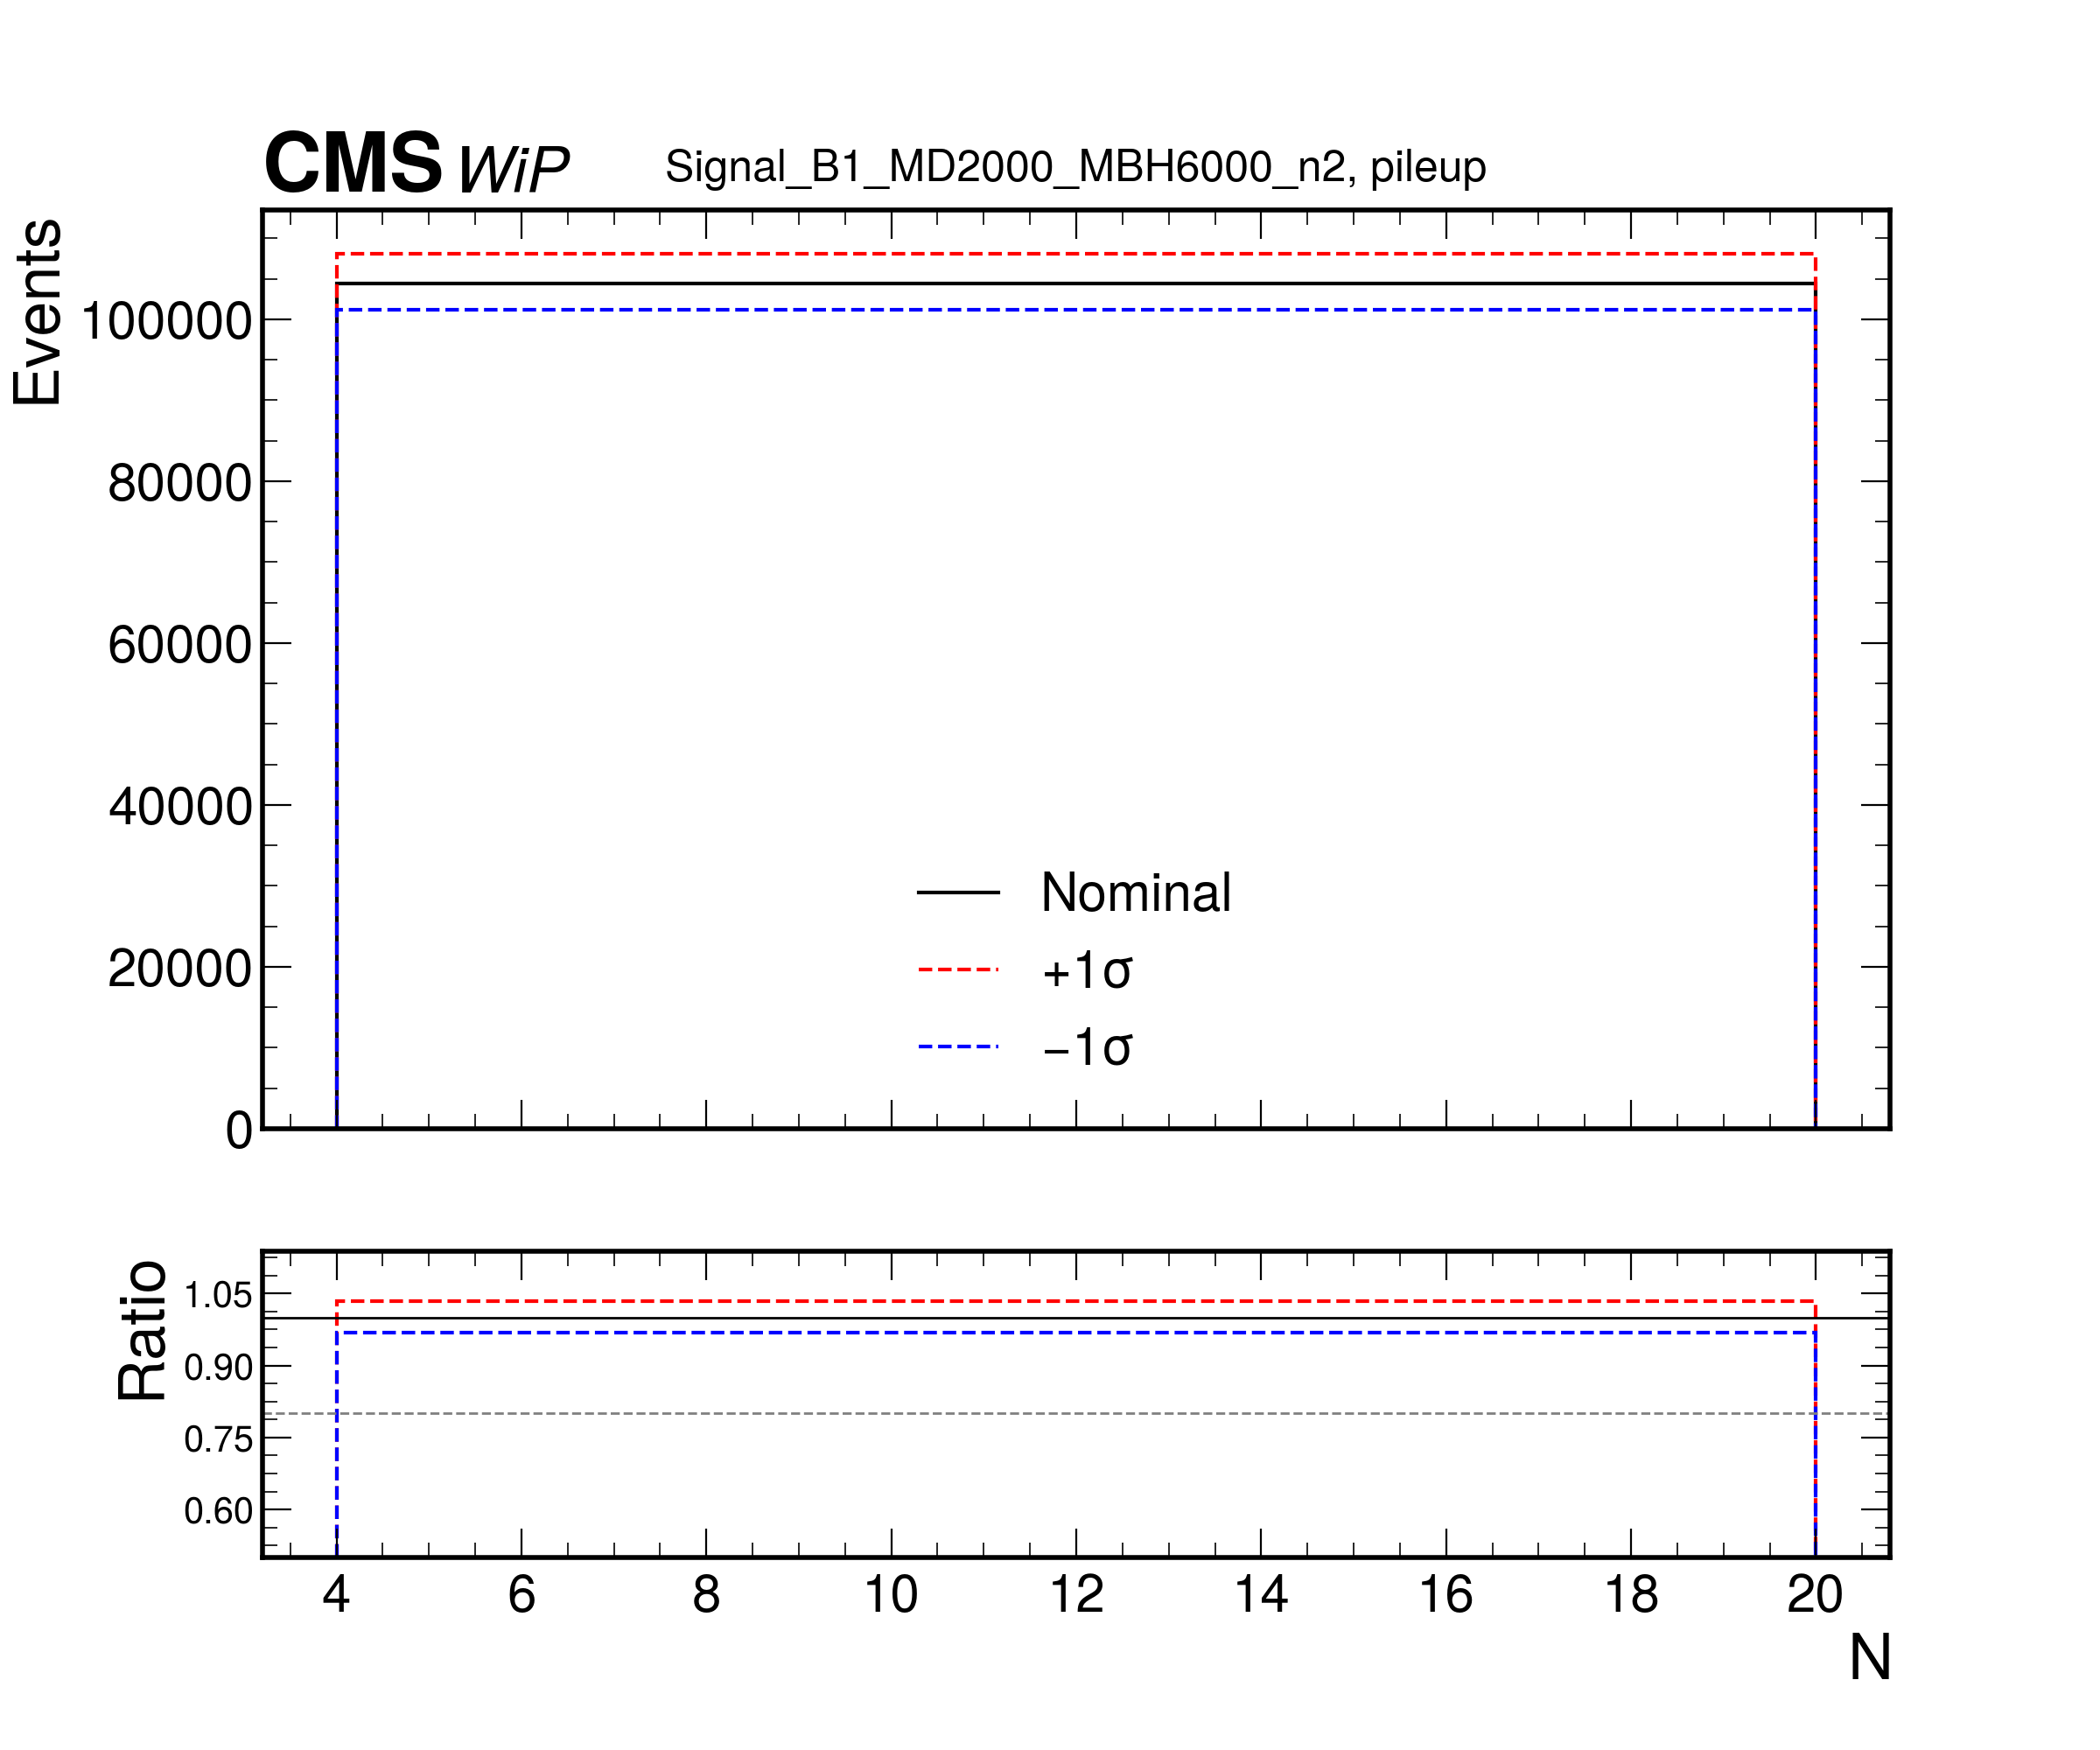 CMS WiP Signal_B1_MD2000_MBH6000_n2, pileup
Events
100000
80000
60000
40000
20000
0
Nominal
+1σ
−1σ
Ratio
1.05
0.90
0.75
0.60
4 6 8 10 12 14 16 18 20
N